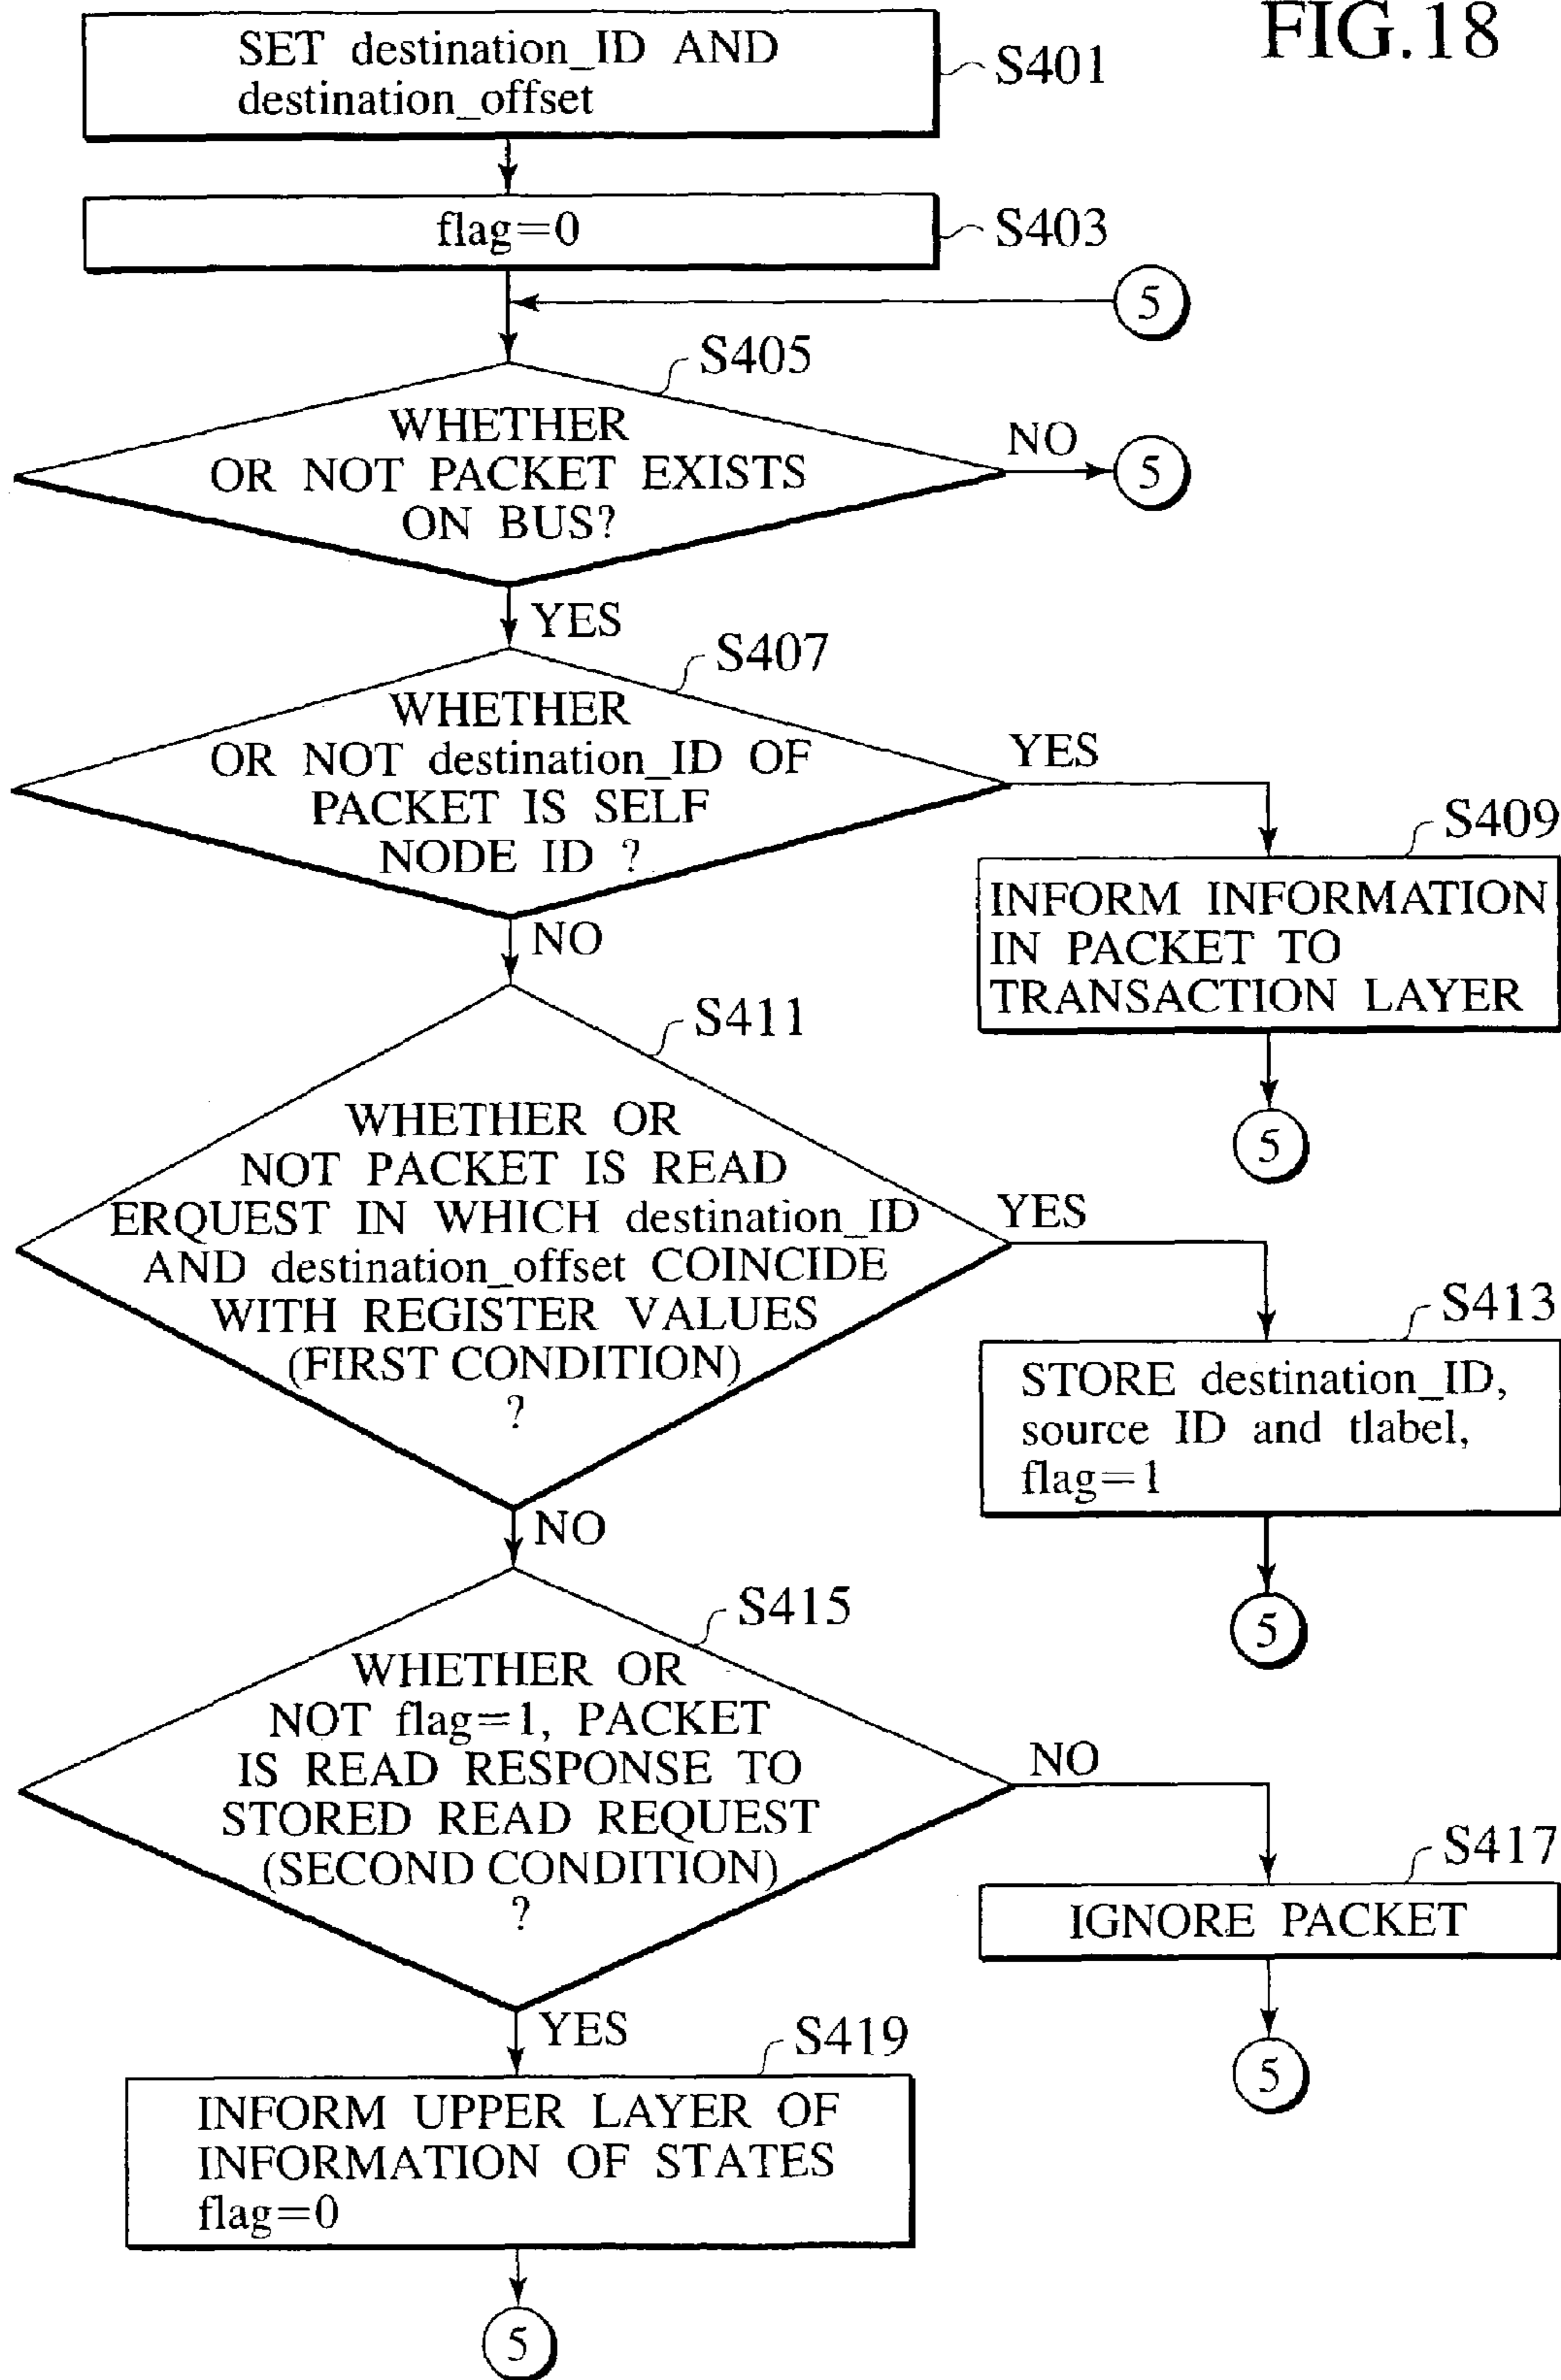 FIG.18
SET destination_ID AND
destination_offset
S401
flag=0
S403
5
S405
WHETHER
OR NOT PACKET EXISTS
ON BUS?
NO
5
YES
S407
WHETHER
OR NOT destination_ID OF
PACKET IS SELF
NODE ID ?
YES
S409
INFORM INFORMATION
IN PACKET TO
TRANSACTION LAYER
5
NO
S411
WHETHER OR
NOT PACKET IS READ
ERQUEST IN WHICH destination_ID
AND destination_offset COINCIDE
WITH REGISTER VALUES
(FIRST CONDITION)
?
YES
S413
STORE destination_ID,
source ID and tlabel,
flag=1
5
NO
S415
WHETHER OR
NOT flag=1, PACKET
IS READ RESPONSE TO
STORED READ REQUEST
(SECOND CONDITION)
?
NO
S417
IGNORE PACKET
5
YES
S419
INFORM UPPER LAYER OF
INFORMATION OF STATES
flag=0
5